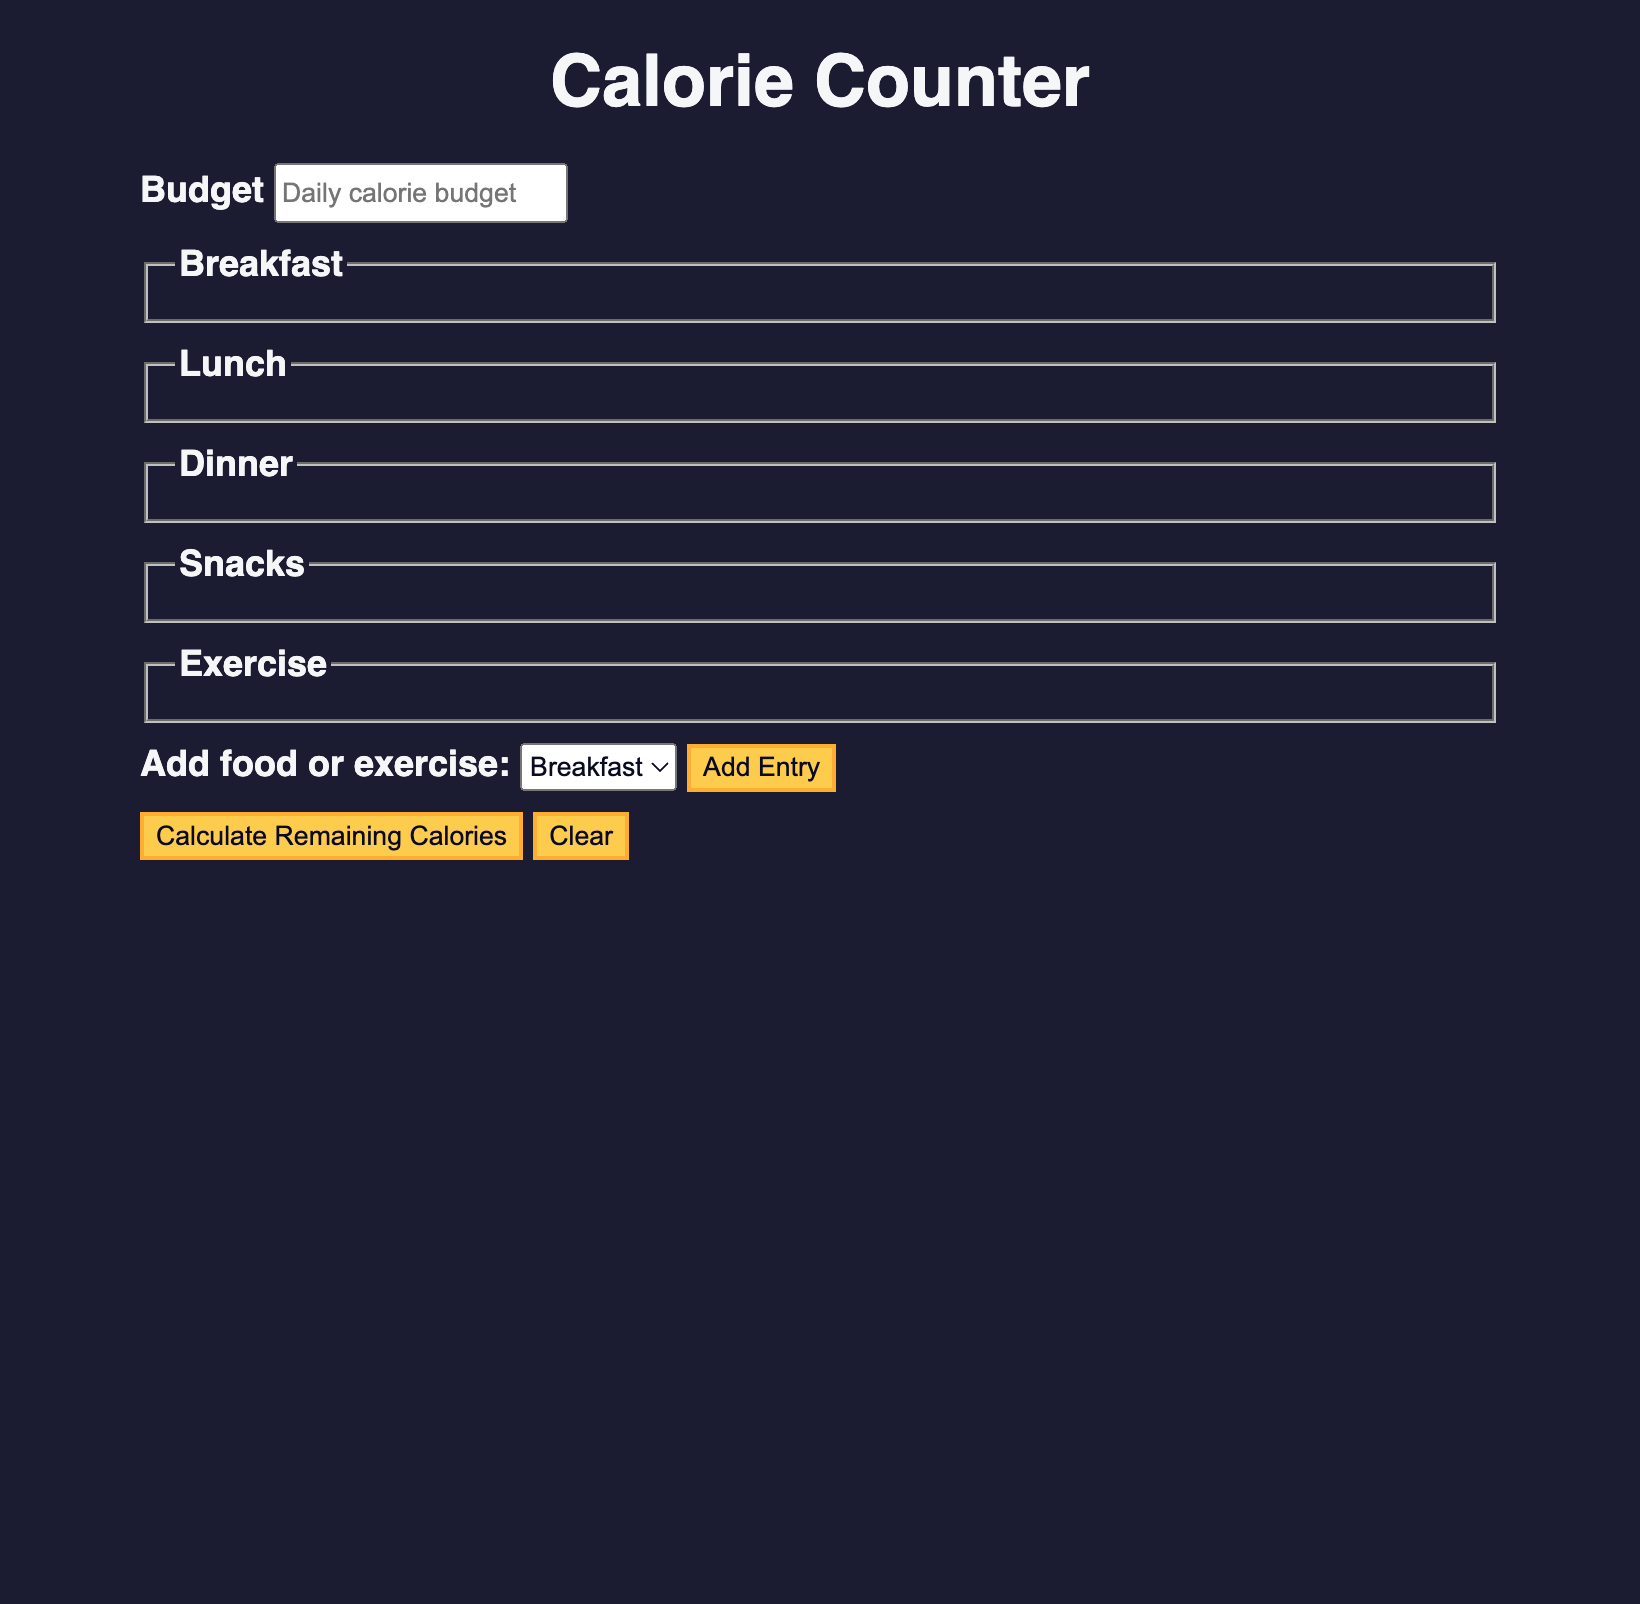 Calorie Counter
Budget Daily calorie budget
Breakfast
Lunch
Dinner
Snacks
Exercise
Add food or exercise: Breakfast Add Entry
Calculate Remaining Calories Clear